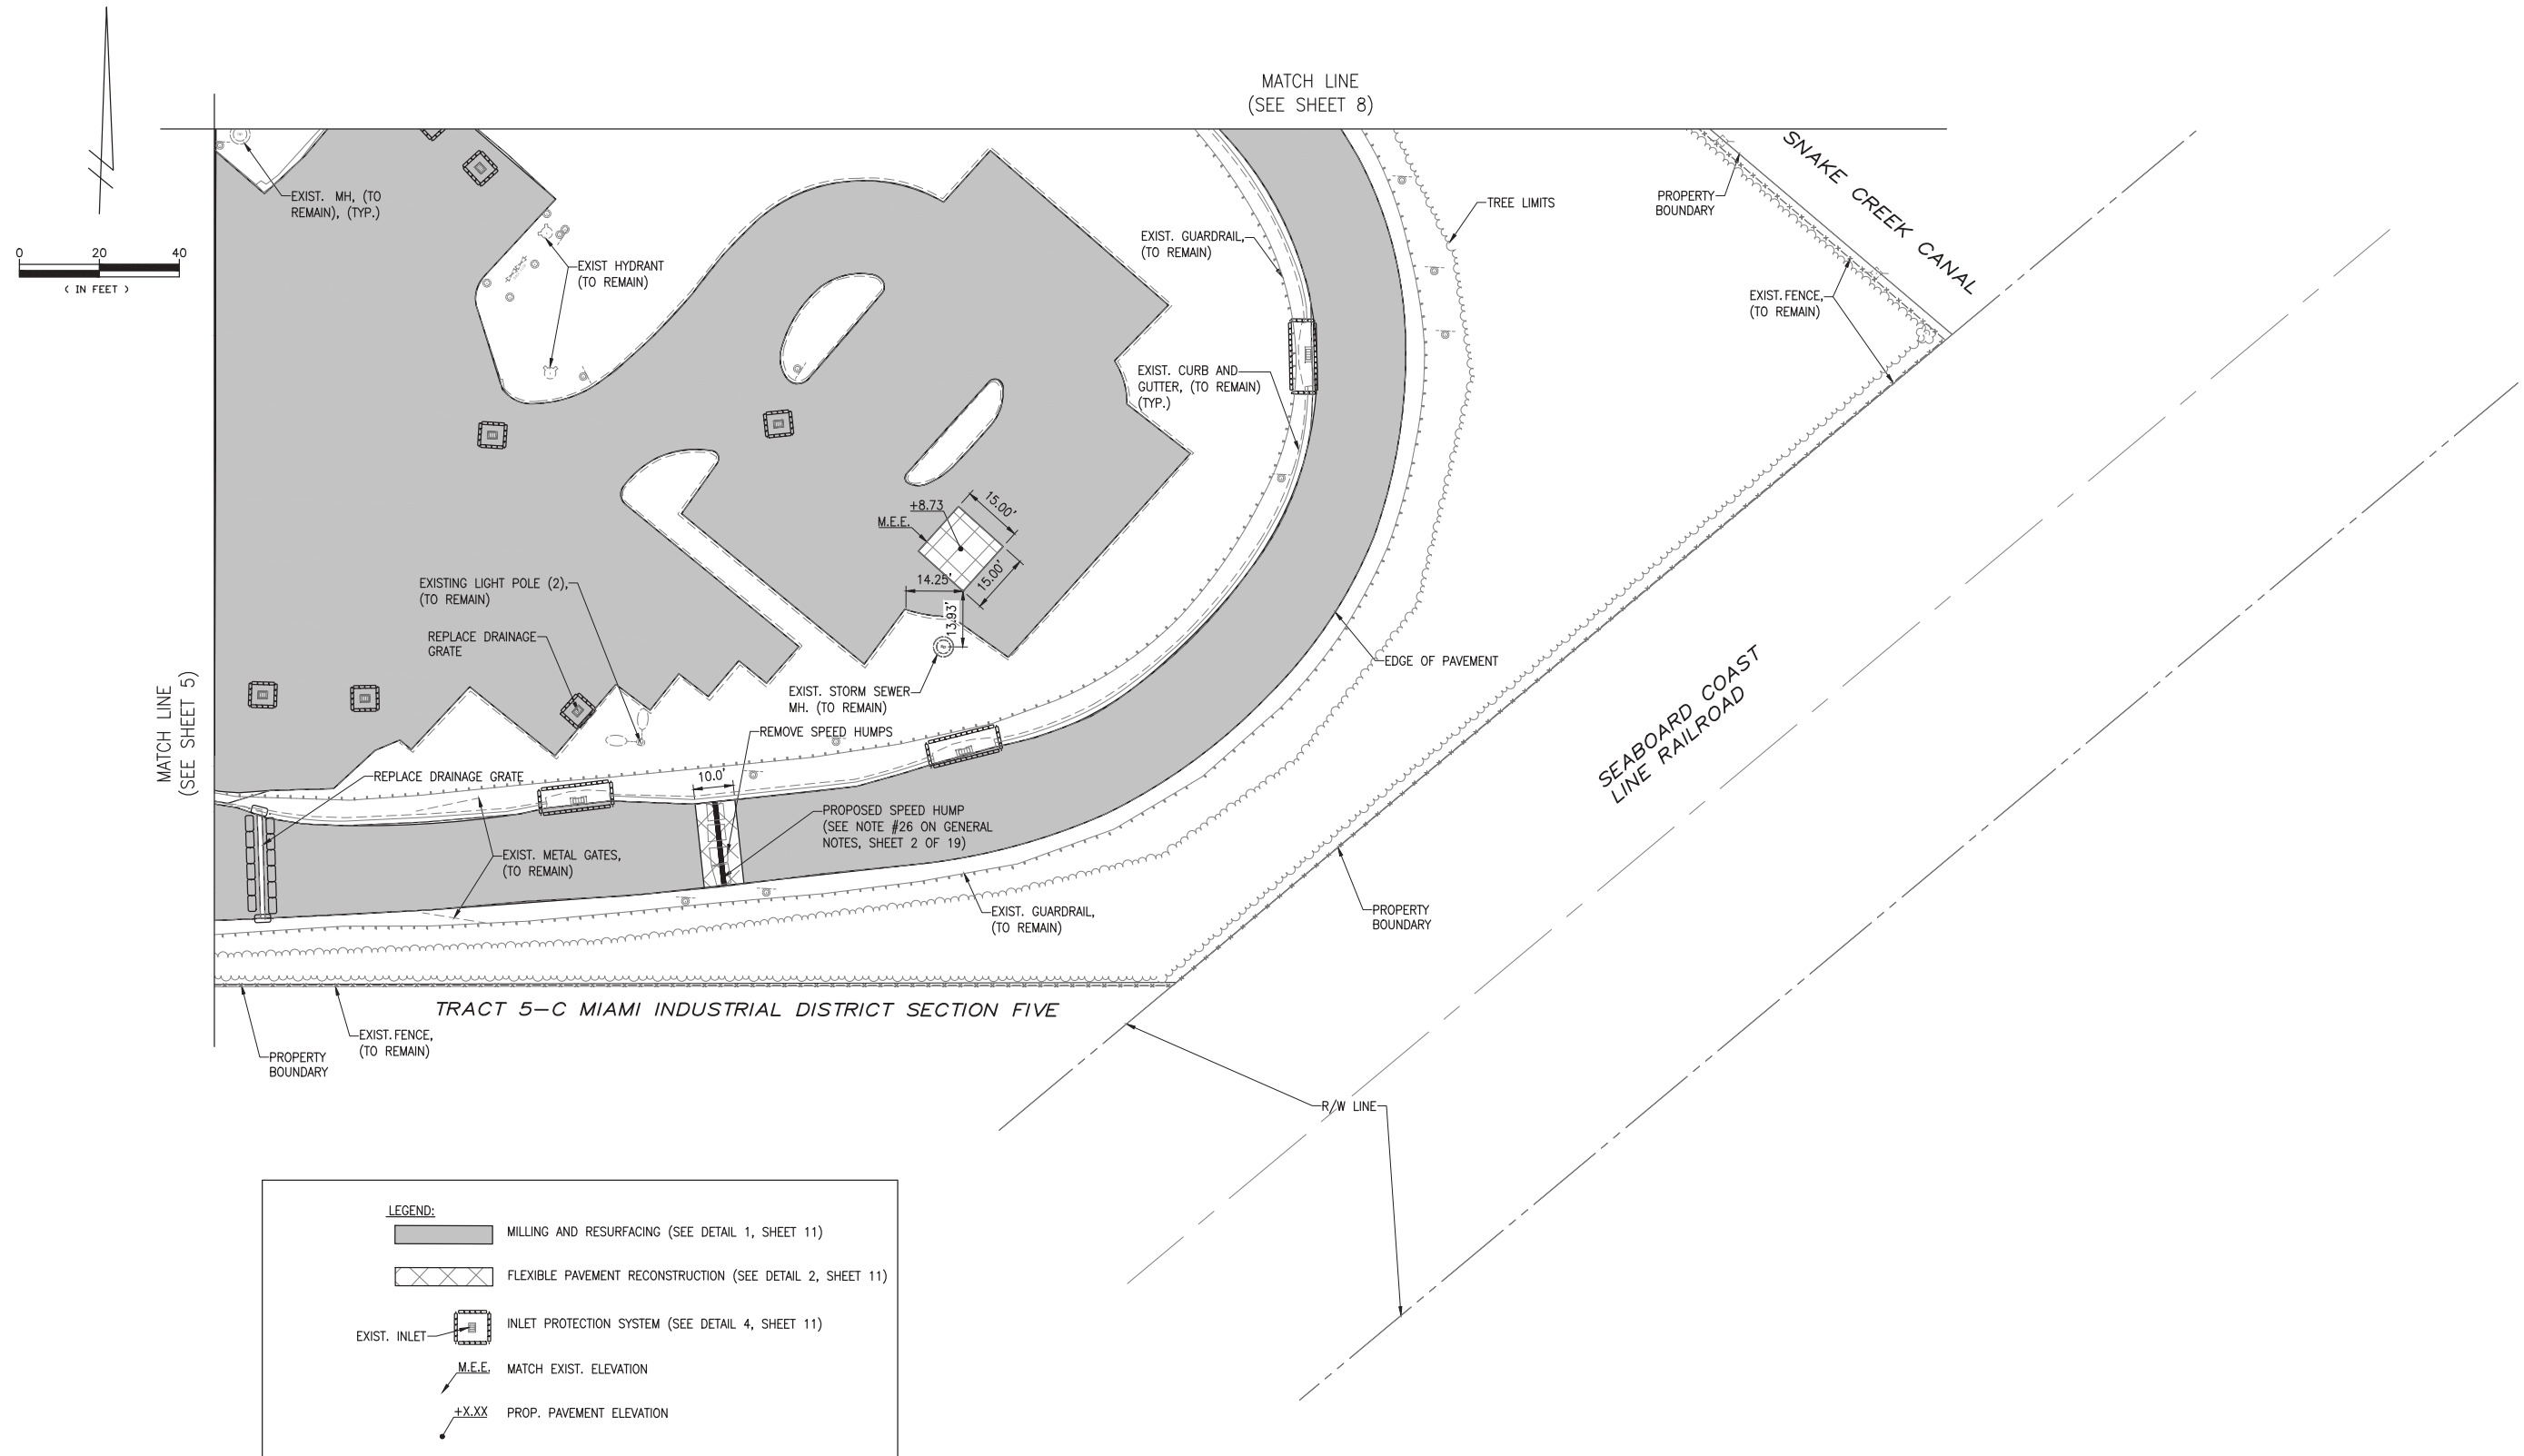 MATCH LINE
(SEE SHEET 8)
SNAKE CREEK CANAL
PROPERTY
BOUNDARY
TREE LIMITS
EXIST. MH, (TO
REMAIN), (TYP.)
EXIST. GUARDRAIL,
(TO REMAIN)
0 20 40
( IN FEET )
EXIST HYDRANT
(TO REMAIN)
EXIST. FENCE,
(TO REMAIN)
EXIST. CURB AND
GUTTER, (TO REMAIN)
(TYP.)
+8.73
15.00'
M.E.E.
15.00'
14.25'
13.93'
EXISTING LIGHT POLE (2),
(TO REMAIN)
REPLACE DRAINAGE
GRATE
EDGE OF PAVEMENT
EXIST. STORM SEWER
MH. (TO REMAIN)
MATCH LINE
(SEE SHEET 5)
SEABOARD COAST
LINE RAILROAD
REMOVE SPEED HUMPS
REPLACE DRAINAGE GRATE
10.0'
PROPOSED SPEED HUMP
(SEE NOTE #26 ON GENERAL
NOTES, SHEET 2 OF 19)
EXIST. METAL GATES,
(TO REMAIN)
EXIST. GUARDRAIL,
(TO REMAIN)
PROPERTY
BOUNDARY
TRACT 5-C MIAMI INDUSTRIAL DISTRICT SECTION FIVE
EXIST. FENCE,
(TO REMAIN)
PROPERTY
BOUNDARY
R/W LINE
LEGEND:
MILLING AND RESURFACING (SEE DETAIL 1, SHEET 11)
FLEXIBLE PAVEMENT RECONSTRUCTION (SEE DETAIL 2, SHEET 11)
INLET PROTECTION SYSTEM (SEE DETAIL 4, SHEET 11)
EXIST. INLET
M.E.E. MATCH EXIST. ELEVATION
+X.XX PROP. PAVEMENT ELEVATION